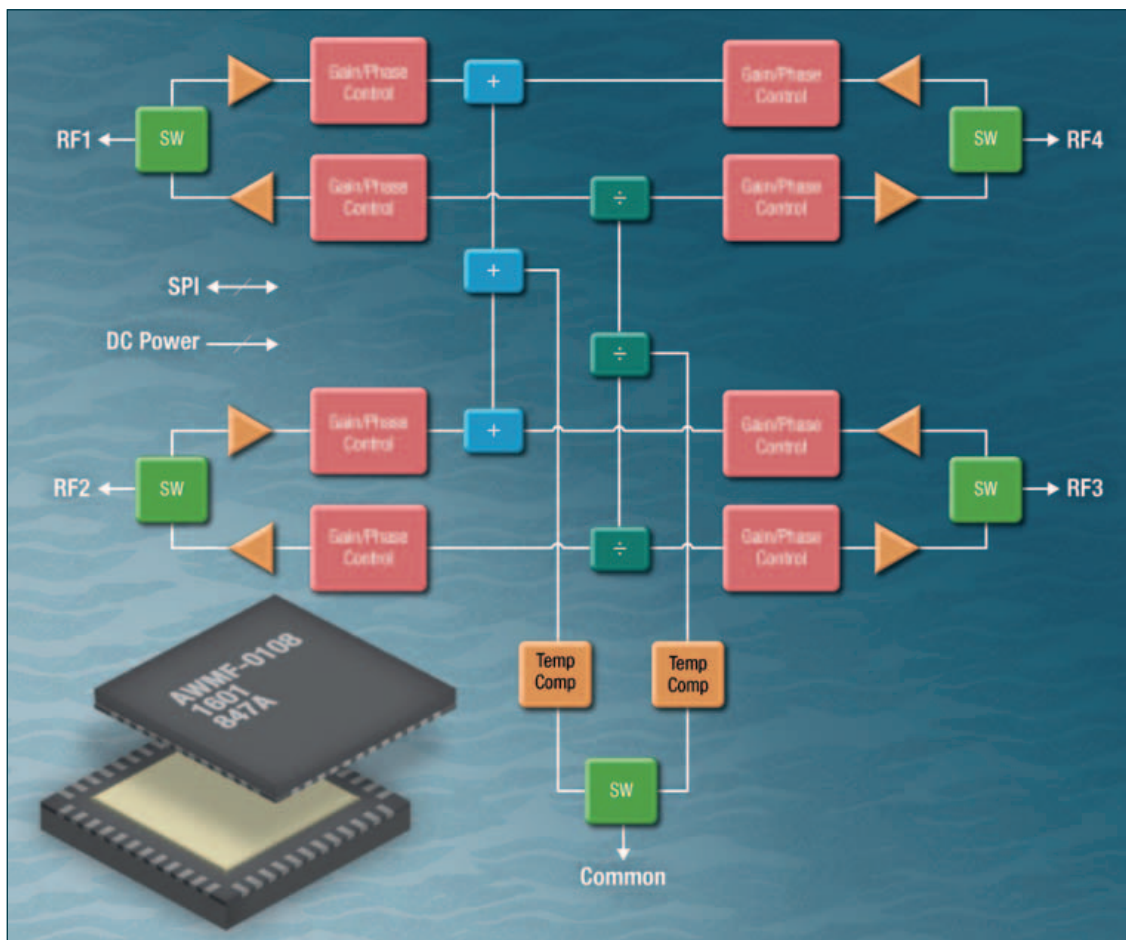 Gain/Phase
Control
+
Gain/Phase
Control
RF1
SW
SW
RF4
Gain/Phase
Control
÷
Gain/Phase
Control
SPI
+
DC Power
÷
Gain/Phase
Control
+
Gain/Phase
Control
RF2
SW
SW
RF3
Gain/Phase
Control
÷
Gain/Phase
Control
Temp
Comp
Temp
Comp
AWMF-0108
1601
847A
SW
Common